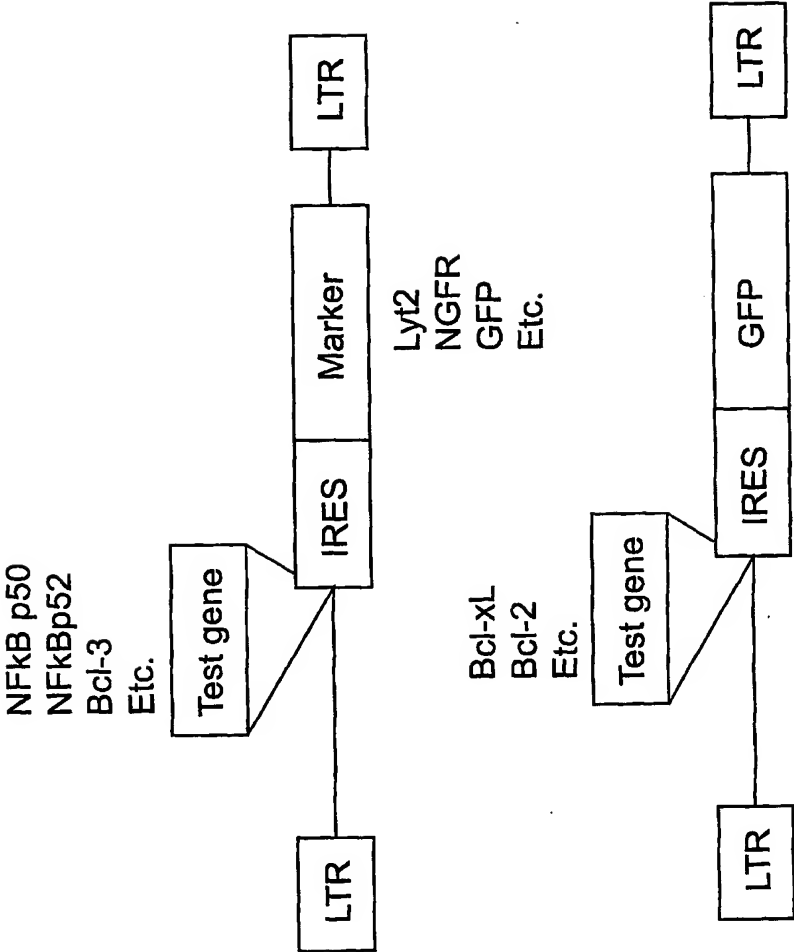 NFkB p50
NFkBp52
Bcl-3
Etc.
Test gene
LTR
IRES
Marker
LTR
Lyt2
NGFR
GFP
Etc.
Bcl-xL
Bcl-2
Etc.
Test gene
LTR
IRES
GFP
LTR